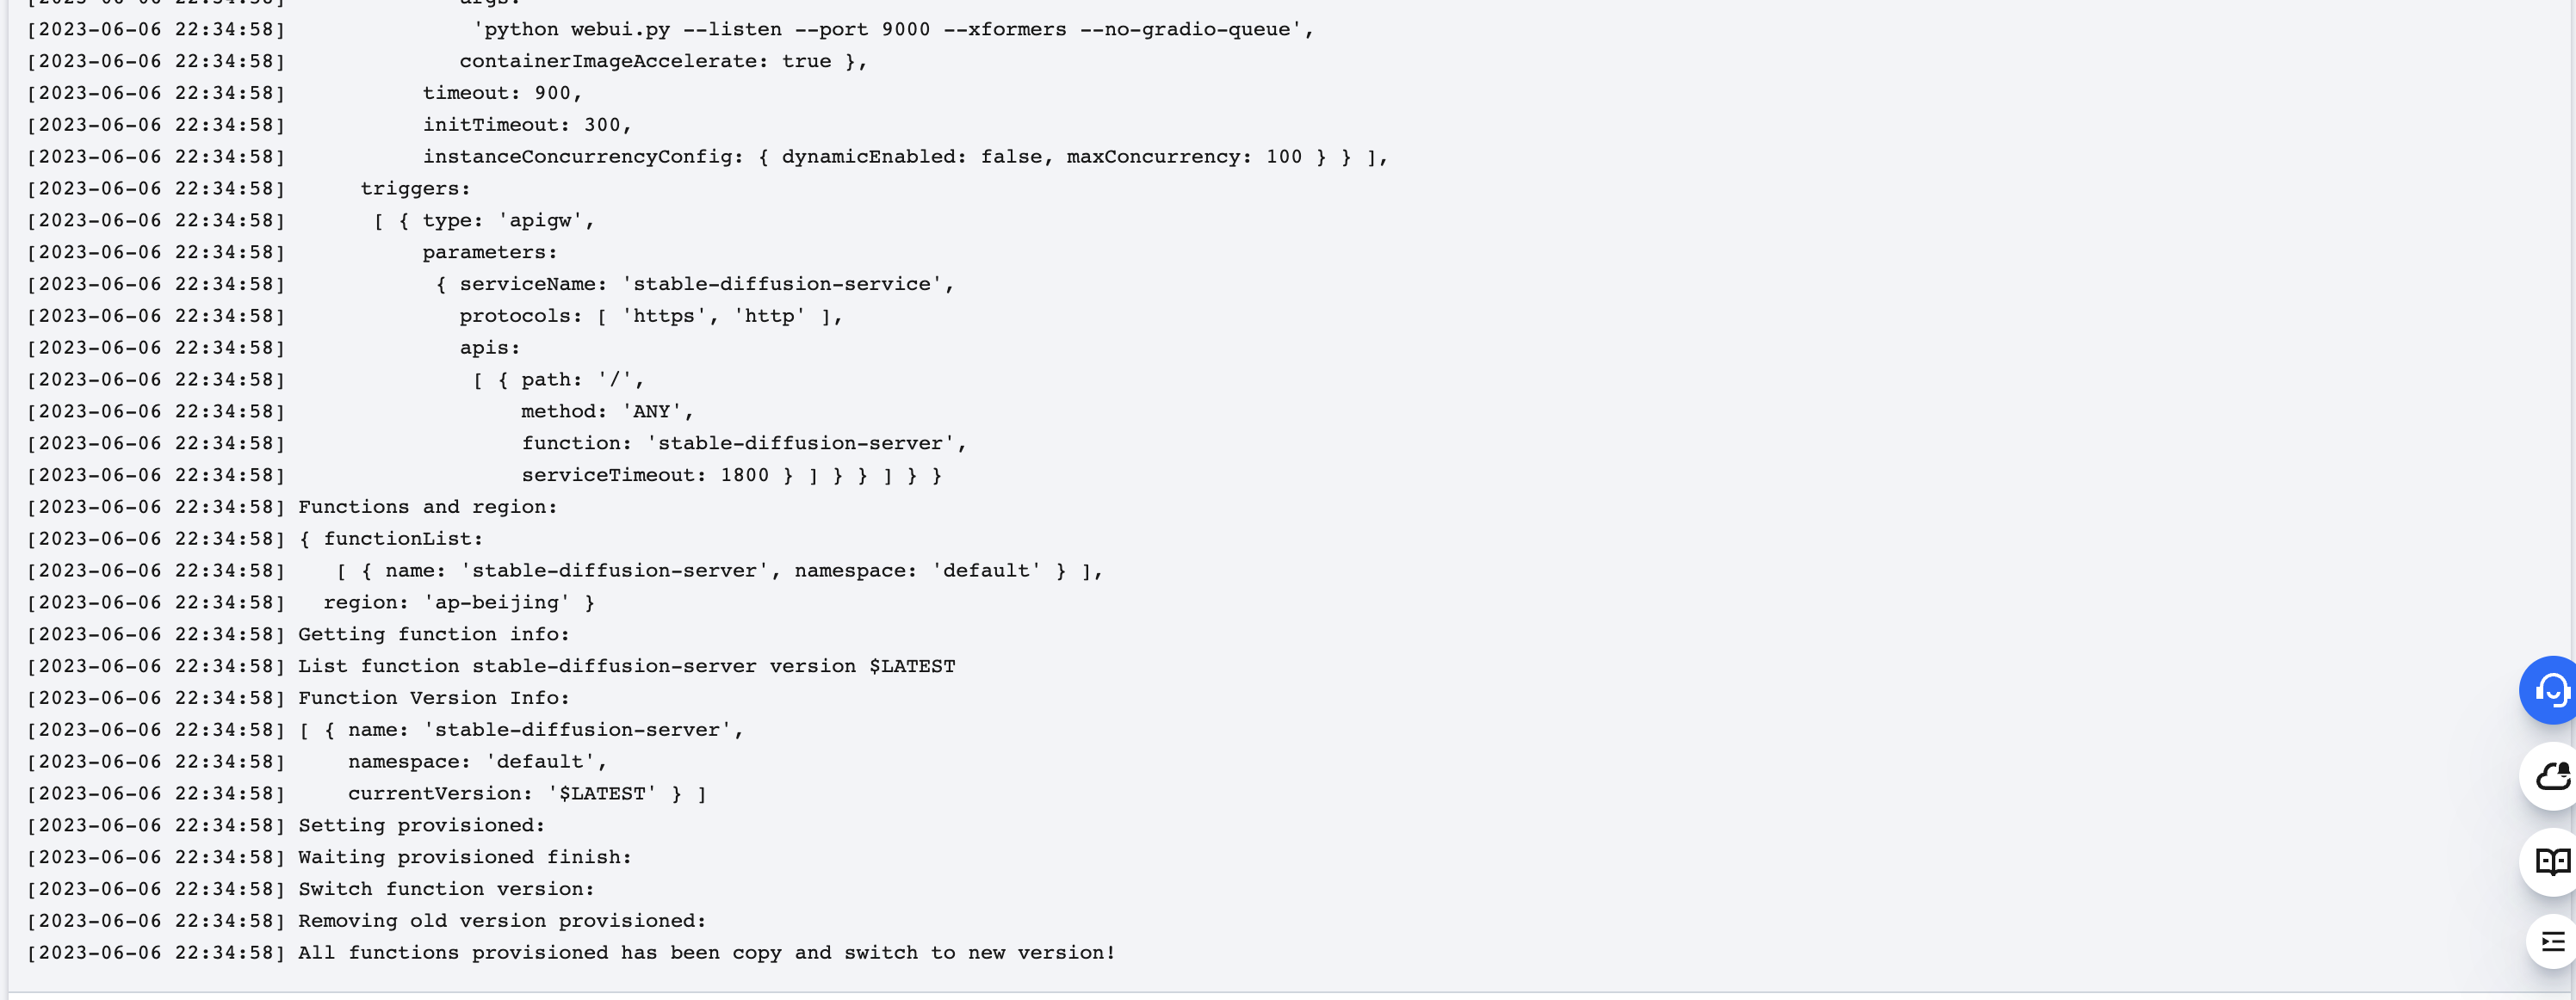 [2023-06-06 22:34:58]              args:
[2023-06-06 22:34:58]               'python webui.py --listen --port 9000 --xformers --no-gradio-queue',
[2023-06-06 22:34:58]              containerImageAccelerate: true },
[2023-06-06 22:34:58]           timeout: 900,
[2023-06-06 22:34:58]           initTimeout: 300,
[2023-06-06 22:34:58]           instanceConcurrencyConfig: { dynamicEnabled: false, maxConcurrency: 100 } } ],
[2023-06-06 22:34:58]      triggers:
[2023-06-06 22:34:58]       [ { type: 'apigw',
[2023-06-06 22:34:58]           parameters:
[2023-06-06 22:34:58]            { serviceName: 'stable-diffusion-service',
[2023-06-06 22:34:58]              protocols: [ 'https', 'http' ],
[2023-06-06 22:34:58]              apis:
[2023-06-06 22:34:58]               [ { path: '/',
[2023-06-06 22:34:58]                   method: 'ANY',
[2023-06-06 22:34:58]                   function: 'stable-diffusion-server',
[2023-06-06 22:34:58]                   serviceTimeout: 1800 } ] } } ] } }
[2023-06-06 22:34:58] Functions and region:
[2023-06-06 22:34:58] { functionList:
[2023-06-06 22:34:58]    [ { name: 'stable-diffusion-server', namespace: 'default' } ],
[2023-06-06 22:34:58]   region: 'ap-beijing' }
[2023-06-06 22:34:58] Getting function info:
[2023-06-06 22:34:58] List function stable-diffusion-server version $LATEST
[2023-06-06 22:34:58] Function Version Info:
[2023-06-06 22:34:58] [ { name: 'stable-diffusion-server',
[2023-06-06 22:34:58]     namespace: 'default',
[2023-06-06 22:34:58]     currentVersion: '$LATEST' } ]
[2023-06-06 22:34:58] Setting provisioned:
[2023-06-06 22:34:58] Waiting provisioned finish:
[2023-06-06 22:34:58] Switch function version:
[2023-06-06 22:34:58] Removing old version provisioned:
[2023-06-06 22:34:58] All functions provisioned has been copy and switch to new version!